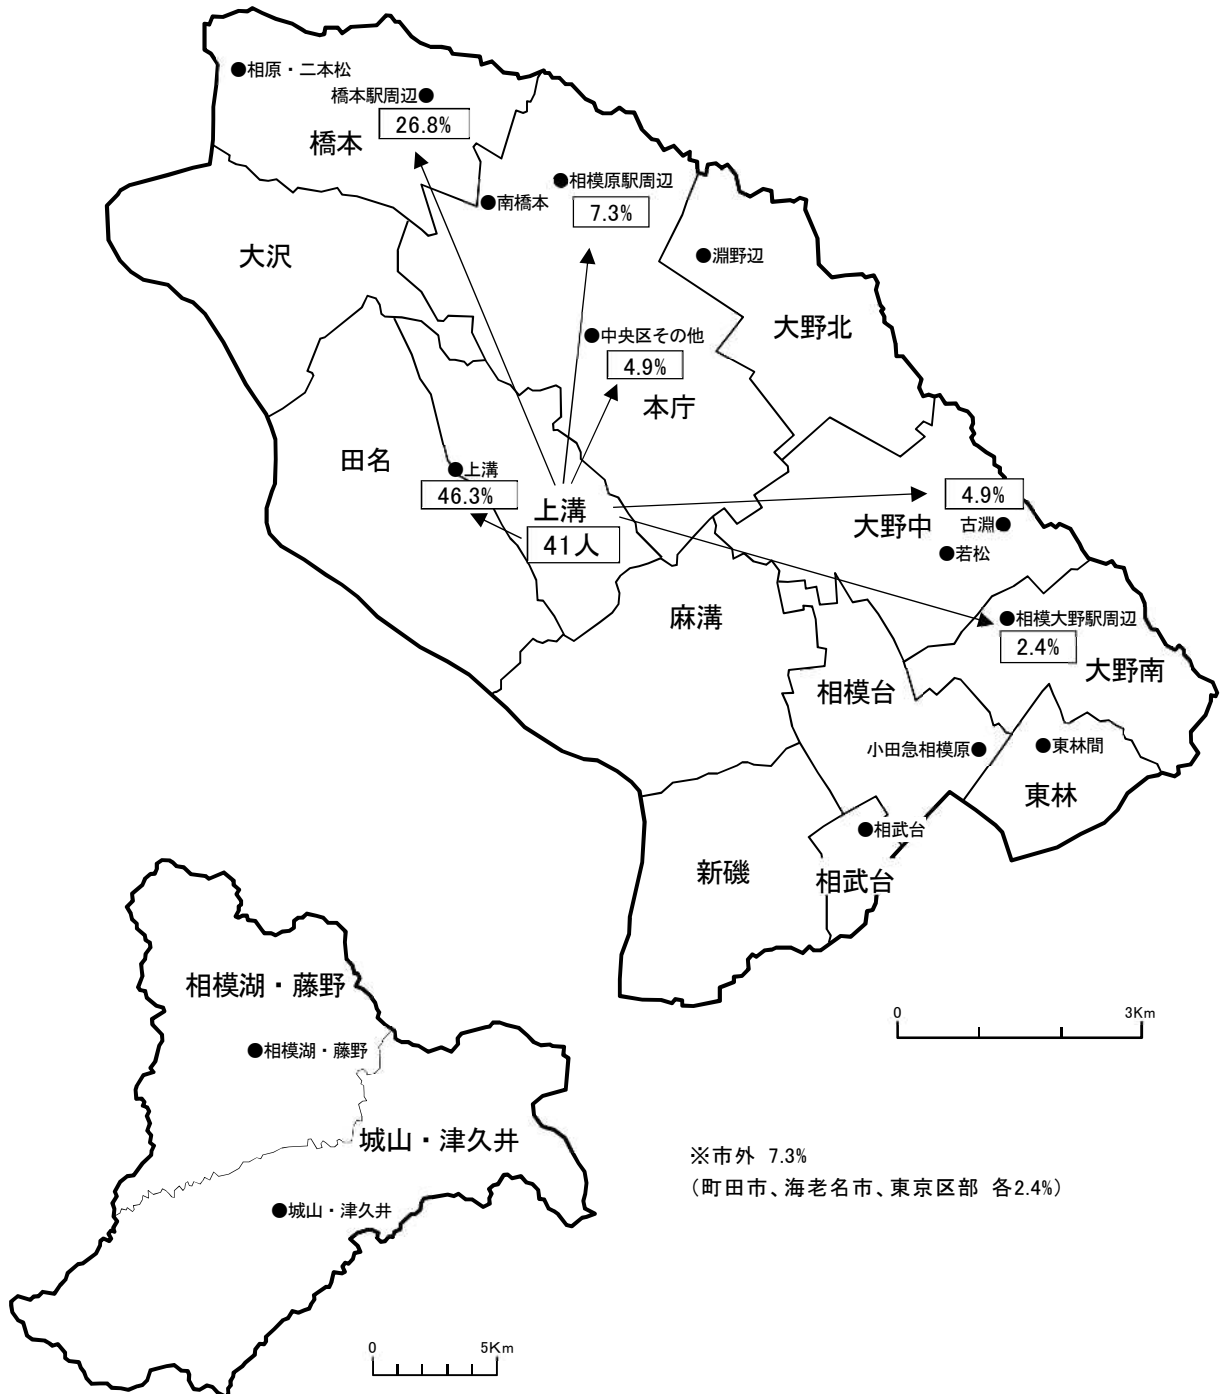 ●相原・二本松
橋本駅周辺●
26.8%
橋本
●相模原駅周辺
●南橋本
7.3%
大沢
●淵野辺
大野北
●中央区その他
4.9%
本庁
田名
●上溝
46.3%
上溝
41人
4.9%
大野中
古淵●
●若松
麻溝
●相模大野駅周辺
2.4%
大野南
相模台
小田急相模原●
●東林間
東林
●相武台
相武台
新磯
相模湖・藤野
●相模湖・藤野
0 3Km
城山・津久井
●城山・津久井
※市外 7.3%
(町田市、海老名市、東京区部 各2.4%)
0 5Km